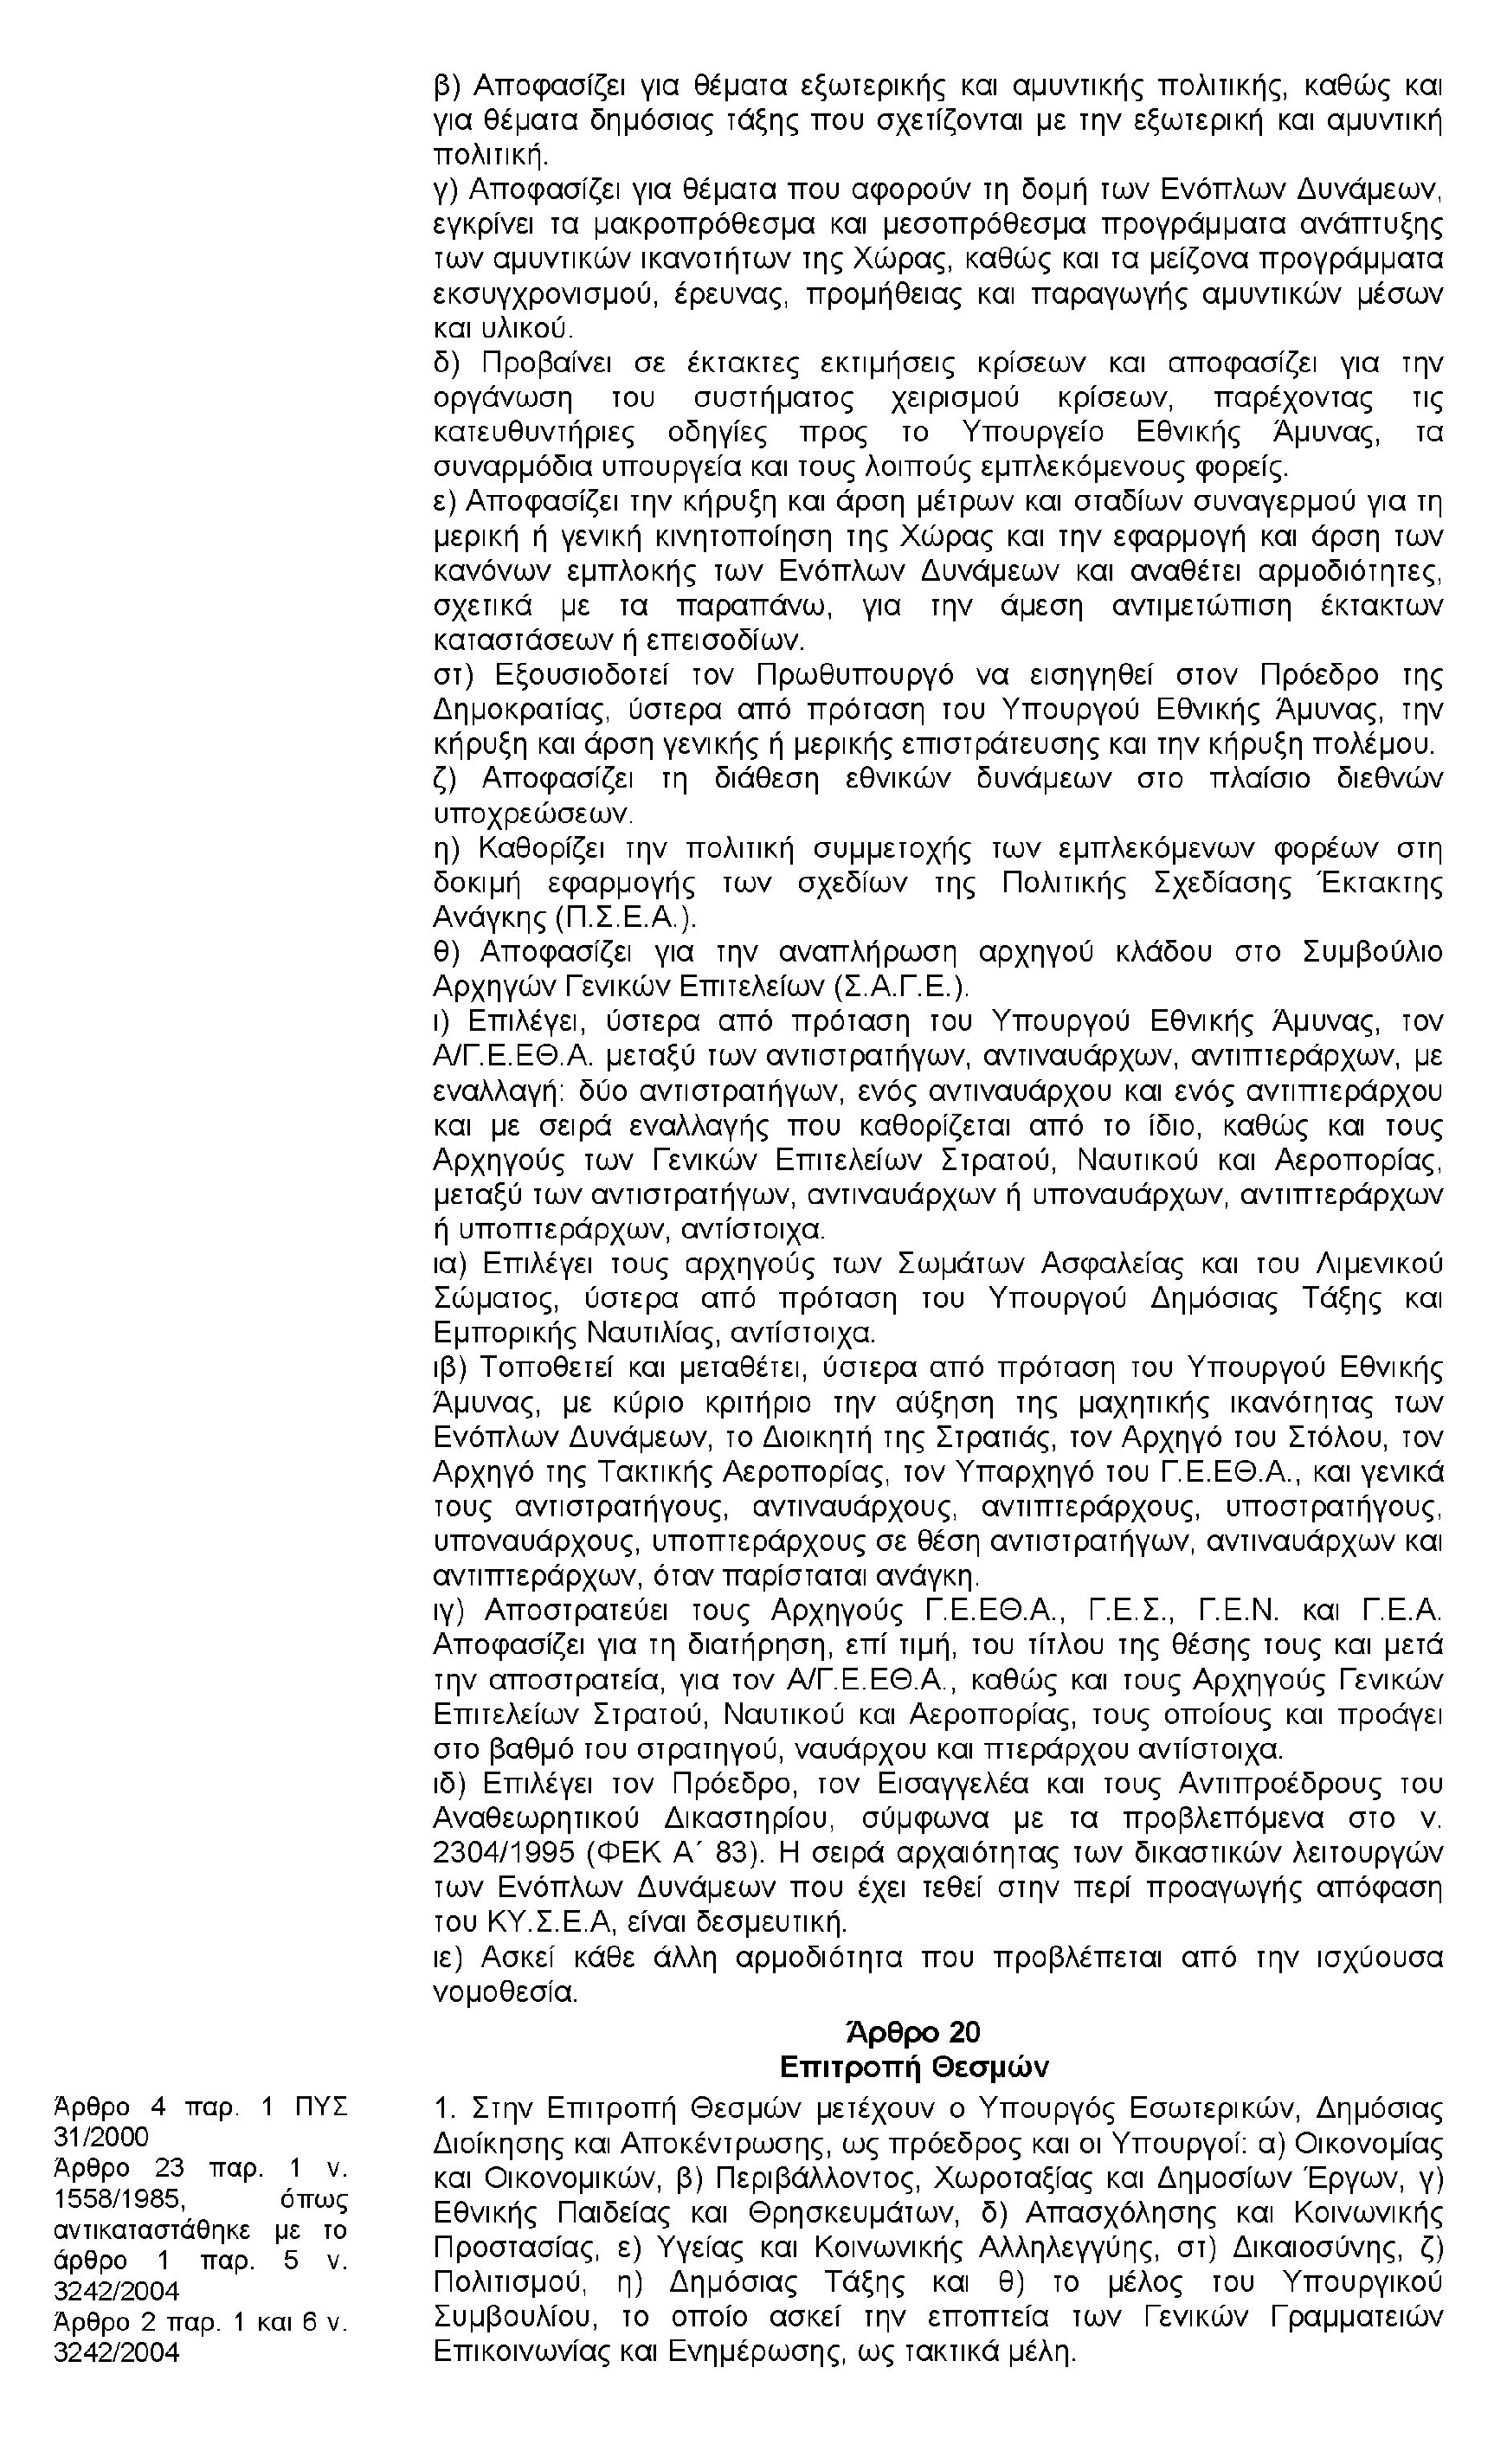 β) Αποφασίζει για θέματα εξωτερικής και αμυντικής πολιτικής, καθώς και
για θέματα δημόσιας τάξης που σχετίζονται με την εξωτερική και αμυντική
πολιτική.
γ) Αποφασίζει για θέματα που αφορούν τη δομή των Ενόπλων Δυνάμεων,
εγκρίνει τα μακροπρόθεσμα και μεσοπρόθεσμα προγράμματα ανάπτυξης
των αμυντικών ικανοτήτων της Χώρας, καθώς και τα μείζονα προγράμματα
εκσυγχρονισμού, έρευνας, προμήθειας και παραγωγής αμυντικών μέσων
και υλικού.
δ) Προβαίνει σε έκτακτες εκτιμήσεις κρίσεων και αποφασίζει για την
οργάνωση του συστήματος χειρισμού κρίσεων, παρέχοντας τις
κατευθυντήριες οδηγίες προς το Υπουργείο Εθνικής Άμυνας, τα
συναρμόδια υπουργεία και τους λοιπούς εμπλεκόμενους φορείς.
ε) Αποφασίζει την κήρυξη και άρση μέτρων και σταδίων συναγερμού για τη
μερική ή γενική κινητοποίηση της Χώρας και την εφαρμογή και άρση των
κανόνων εμπλοκής των Ενόπλων Δυνάμεων και αναθέτει αρμοδιότητες,
σχετικά με τα παραπάνω, για την άμεση αντιμετώπιση έκτακτων
καταστάσεων ή επεισοδίων.
στ) Εξουσιοδοτεί τον Πρωθυπουργό να εισηγηθεί στον Πρόεδρο της
Δημοκρατίας, ύστερα από πρόταση του Υπουργού Εθνικής Άμυνας, την
κήρυξη και άρση γενικής ή μερικής επιστράτευσης και την κήρυξη πολέμου.
ζ) Αποφασίζει τη διάθεση εθνικών δυνάμεων στο πλαίσιο διεθνών
υποχρεώσεων.
η) Καθορίζει την πολιτική συμμετοχής των εμπλεκόμενων φορέων στη
δοκιμή εφαρμογής των σχεδίων της Πολιτικής Σχεδίασης Έκτακτης
Ανάγκης (Π.Σ.Ε.Α.).
θ) Αποφασίζει για την αναπλήρωση αρχηγού κλάδου στο Συμβούλιο
Αρχηγών Γενικών Επιτελείων (Σ.Α.Γ.Ε.).
ι) Επιλέγει, ύστερα από πρόταση του Υπουργού Εθνικής Άμυνας, τον
Α/Γ.Ε.ΕΘ.Α. μεταξύ των αντιστρατήγων, αντιναυάρχων, αντιπτεράρχων, με
εναλλαγή: δύο αντιστρατήγων, ενός αντιναυάρχου και ενός αντιπτεράρχου
και με σειρά εναλλαγής που καθορίζεται από το ίδιο, καθώς και τους
Αρχηγούς των Γενικών Επιτελείων Στρατού, Ναυτικού και Αεροπορίας,
μεταξύ των αντιστρατήγων, αντιναυάρχων ή υποναυάρχων, αντιπτεράρχων
ή υποπτεράρχων, αντίστοιχα.
ια) Επιλέγει τους αρχηγούς των Σωμάτων Ασφαλείας και του Λιμενικού
Σώματος, ύστερα από πρόταση του Υπουργού Δημόσιας Τάξης και
Εμπορικής Ναυτιλίας, αντίστοιχα.
ιβ) Τοποθετεί και μεταθέτει, ύστερα από πρόταση του Υπουργού Εθνικής
Άμυνας, με κύριο κριτήριο την αύξηση της μαχητικής ικανότητας των
Ενόπλων Δυνάμεων, το Διοικητή της Στρατιάς, τον Αρχηγό του Στόλου, τον
Αρχηγό της Τακτικής Αεροπορίας, τον Υπαρχηγό του Γ.Ε.ΕΘ.Α., και γενικά
τους αντιστρατήγους, αντιναυάρχους, αντιπτεράρχους, υποστρατήγους,
υποναυάρχους, υποπτεράρχους σε θέση αντιστρατήγων, αντιναυάρχων και
αντιπτεράρχων, όταν παρίσταται ανάγκη.
ιγ) Αποστρατεύει τους Αρχηγούς Γ.Ε.ΕΘ.Α., Γ.Ε.Σ., Γ.Ε.Ν. και Γ.Ε.Α.
Αποφασίζει για τη διατήρηση, επί τιμή, του τίτλου της θέσης τους και μετά
την αποστρατεία, για τον Α/Γ.Ε.ΕΘ.Α., καθώς και τους Αρχηγούς Γενικών
Επιτελείων Στρατού, Ναυτικού και Αεροπορίας, τους οποίους και προάγει
στο βαθμό του στρατηγού, ναυάρχου και πτεράρχου αντίστοιχα.
ιδ) Επιλέγει τον Πρόεδρο, τον Εισαγγελέα και τους Αντιπροέδρους του
Αναθεωρητικού Δικαστηρίου, σύμφωνα με τα προβλεπόμενα στο ν.
2304/1995 (ΦΕΚ Α΄ 83). Η σειρά αρχαιότητας των δικαστικών λειτουργών
των Ενόπλων Δυνάμεων που έχει τεθεί στην περί προαγωγής απόφαση
του ΚΥ.Σ.Ε.Α, είναι δεσμευτική.
ιε) Ασκεί κάθε άλλη αρμοδιότητα που προβλέπεται από την ισχύουσα
νομοθεσία.
Άρθρο 20
Επιτροπή Θεσμών
Άρθρο 4 παρ. 1 ΠΥΣ
31/2000
Άρθρο 23 παρ. 1 ν.
1558/1985, όπως
αντικαταστάθηκε με το
άρθρο 1 παρ. 5 ν.
3242/2004
Άρθρο 2 παρ. 1 και 6 ν.
3242/2004
1. Στην Επιτροπή Θεσμών μετέχουν ο Υπουργός Εσωτερικών, Δημόσιας
Διοίκησης και Αποκέντρωσης, ως πρόεδρος και οι Υπουργοί: α) Οικονομίας
και Οικονομικών, β) Περιβάλλοντος, Χωροταξίας και Δημοσίων Έργων, γ)
Εθνικής Παιδείας και Θρησκευμάτων, δ) Απασχόλησης και Κοινωνικής
Προστασίας, ε) Υγείας και Κοινωνικής Αλληλεγγύης, στ) Δικαιοσύνης, ζ)
Πολιτισμού, η) Δημόσιας Τάξης και θ) το μέλος του Υπουργικού
Συμβουλίου, το οποίο ασκεί την εποπτεία των Γενικών Γραμματειών
Επικοινωνίας και Ενημέρωσης, ως τακτικά μέλη.